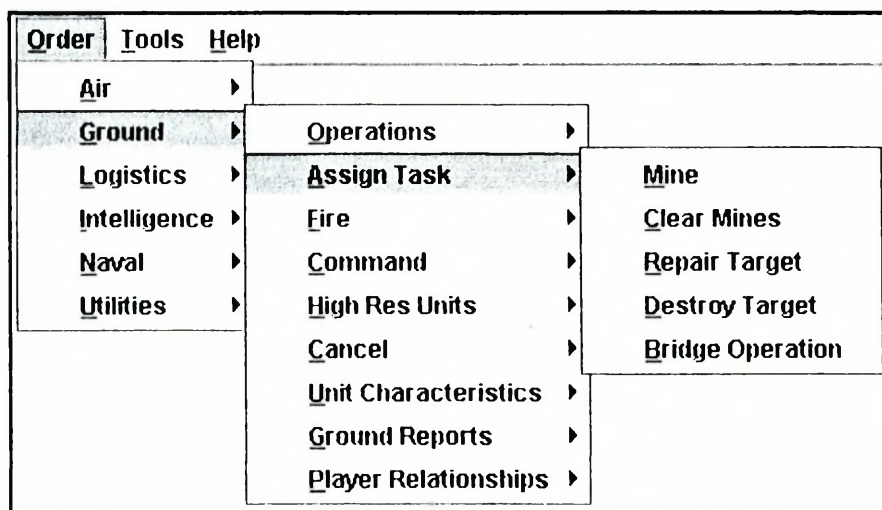 Order Tools Help
Air
Ground
Logistics
Intelligence
Naval
Utilities
Operations
Assign Task
Fire
Command
High Res Units
Cancel
Unit Characteristics
Ground Reports
Player Relationships
Mine
Clear Mines
Repair Target
Destroy Target
Bridge Operation